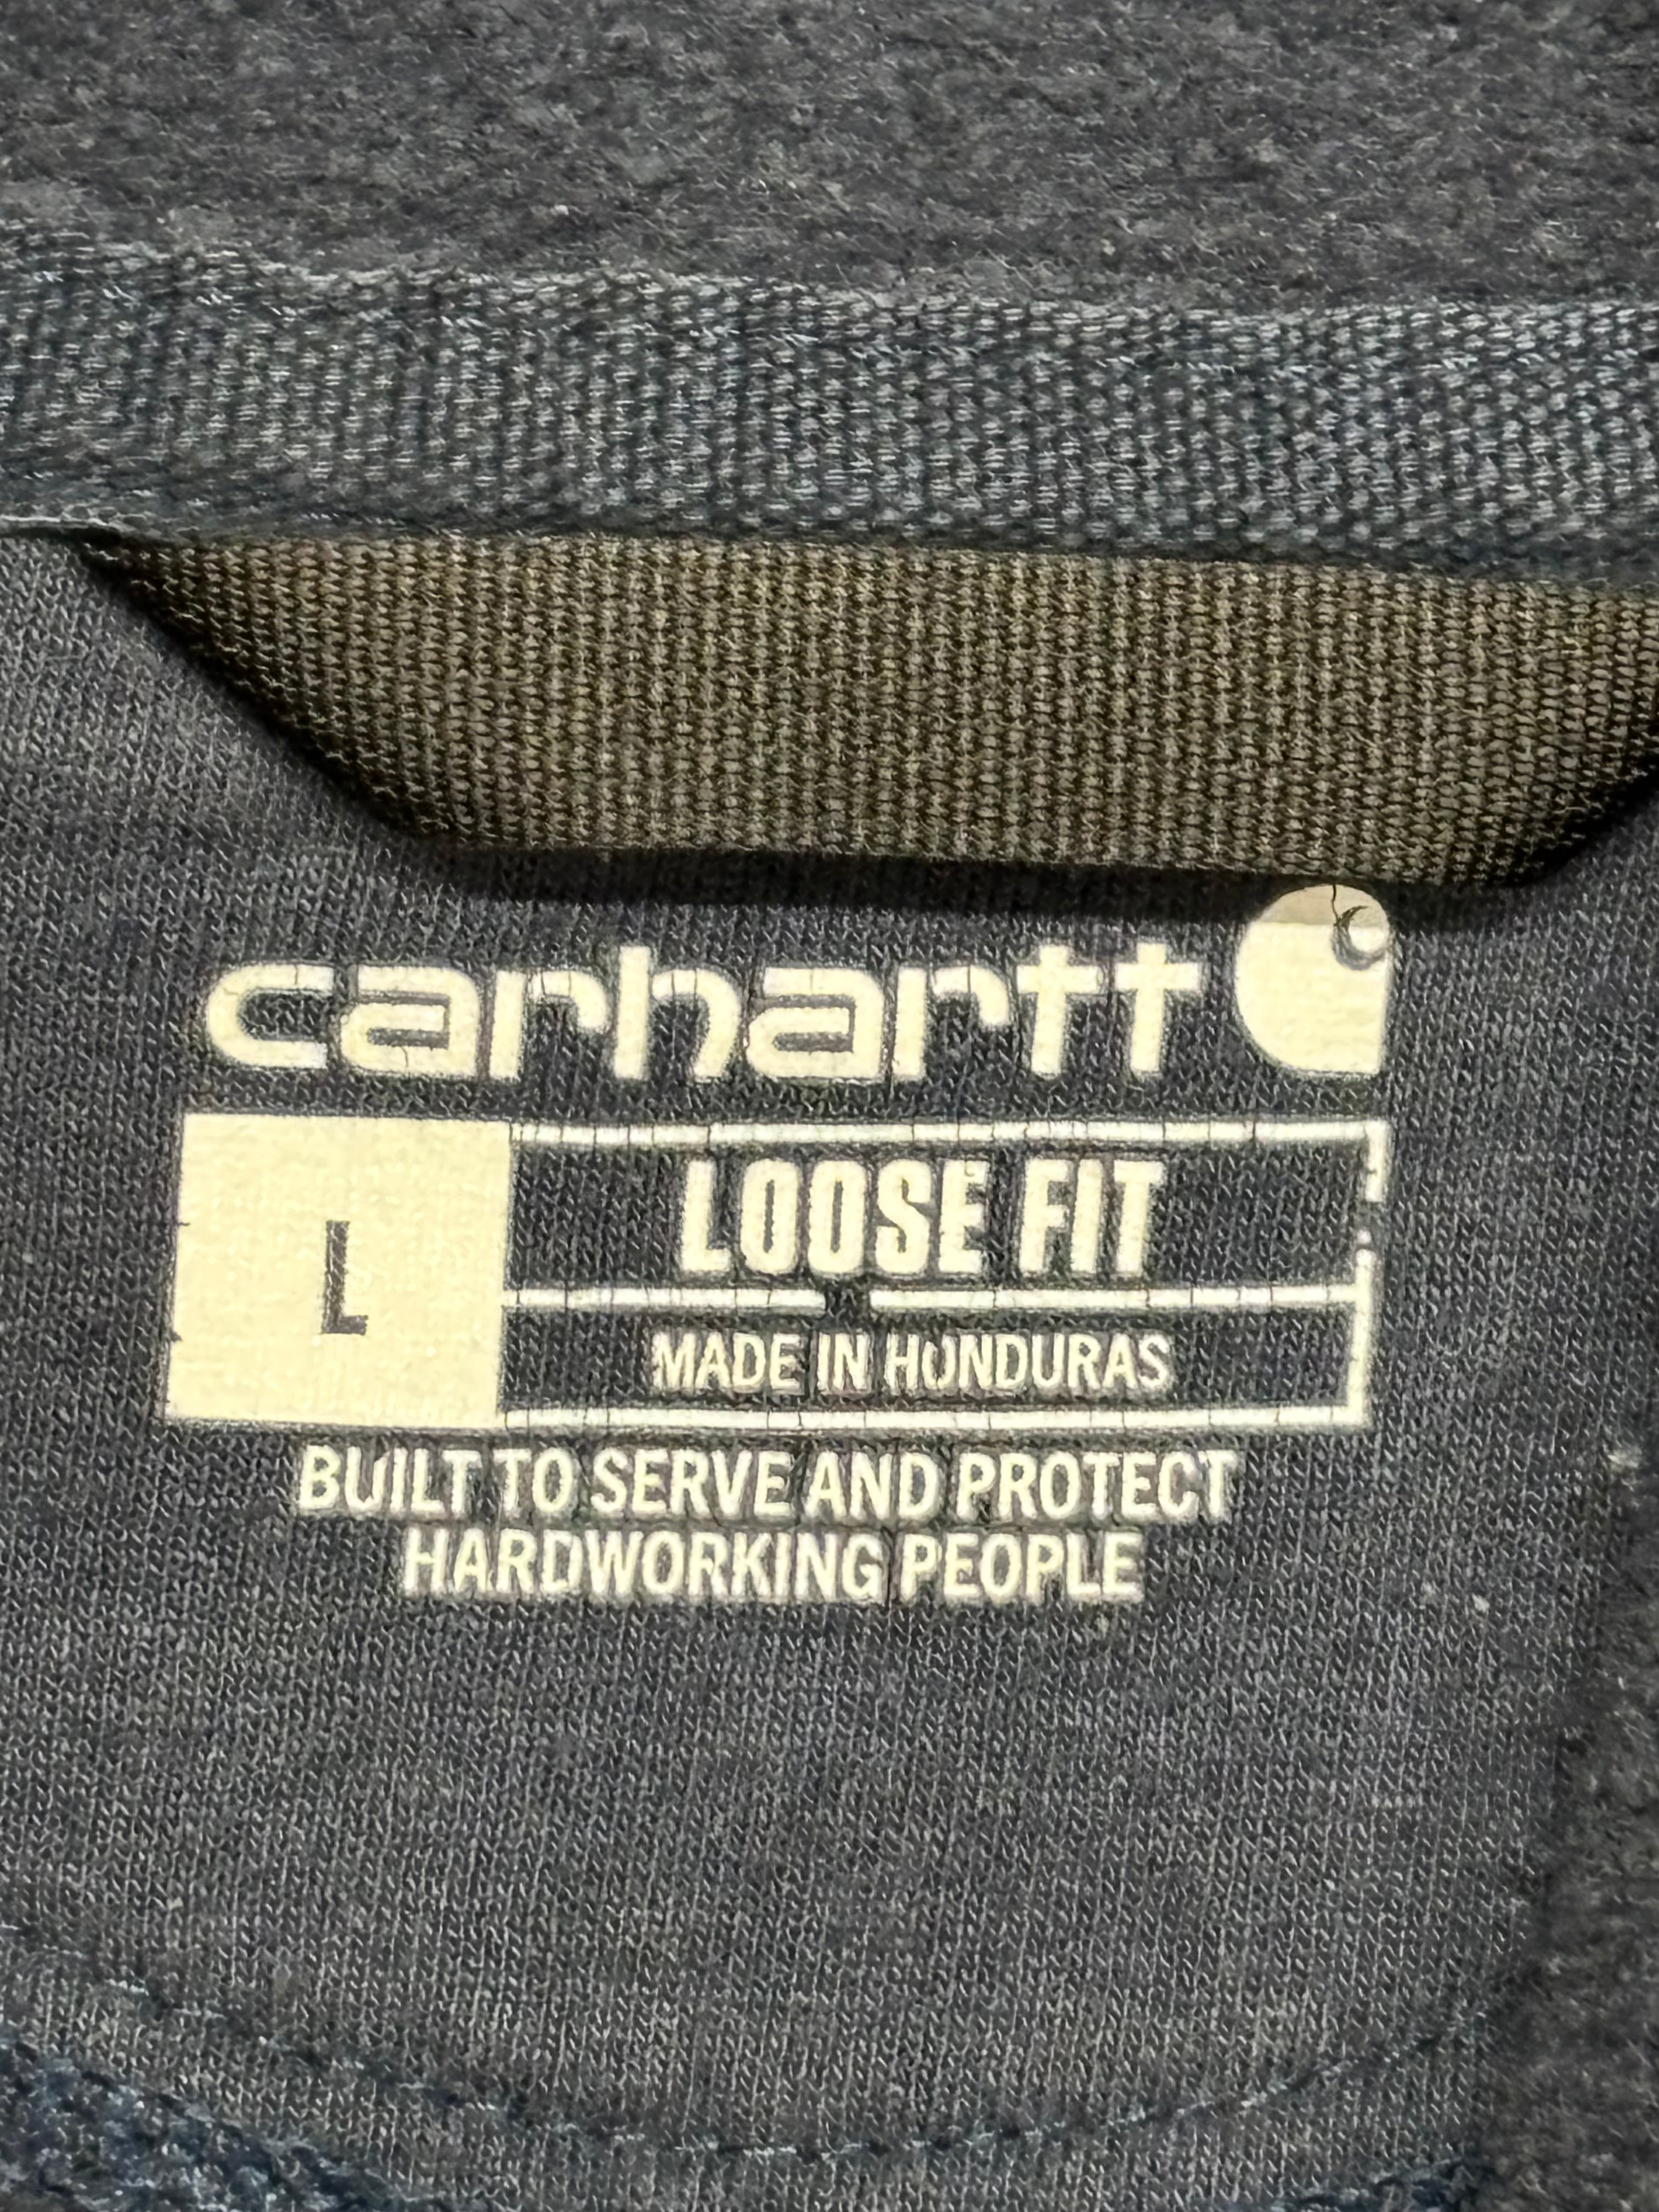 carhartt
L
LOOSE FIT
MADE IN HONDURAS
BUILT TO SERVE AND PROTECT
HARDWORKING PEOPLE